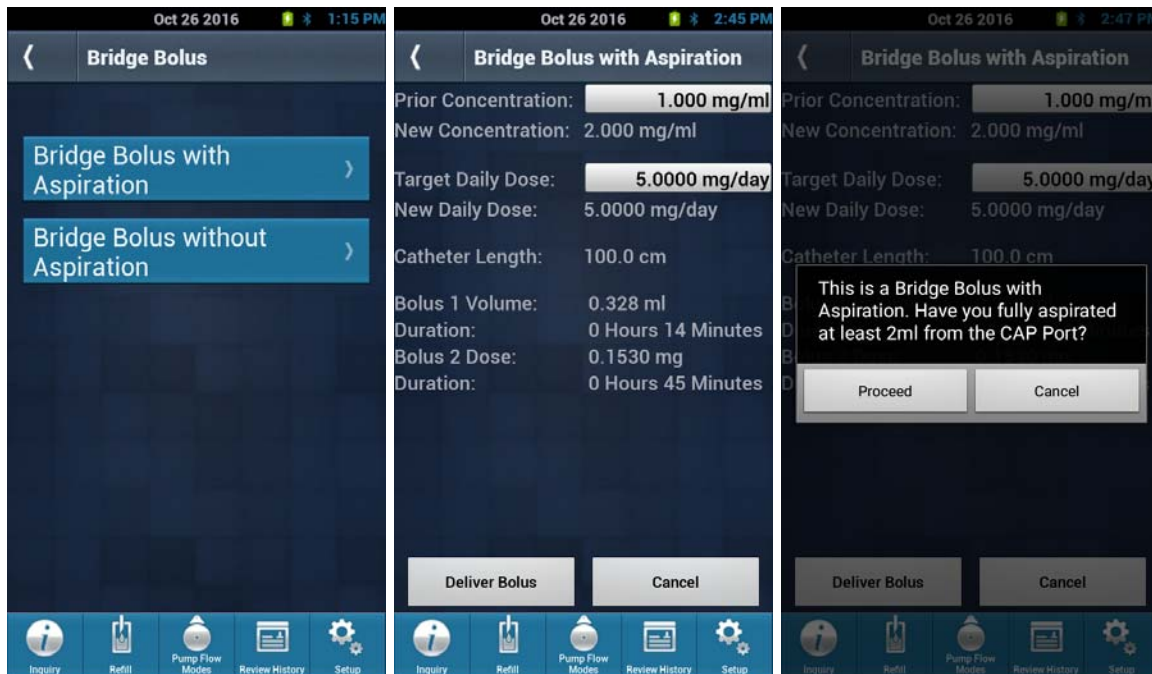 Oct 26 2016
1:15 PM
Bridge Bolus
Bridge Bolus with
Aspiration
Bridge Bolus without
Aspiration
Inquiry
Refill
Pump Flow
Modes
Review History
Setup
Oct 26 2016
2:45 PM
Bridge Bolus with Aspiration
Prior Concentration: 1.000 mg/ml
New Concentration: 2.000 mg/ml
Target Daily Dose: 5.0000 mg/day
New Daily Dose: 5.0000 mg/day
Catheter Length: 100.0 cm
Bolus 1 Volume: 0.328 ml
Duration: 0 Hours 14 Minutes
Bolus 2 Dose: 0.1530 mg
Duration: 0 Hours 45 Minutes
Deliver Bolus
Cancel
Inquiry
Refill
Pump Flow
Modes
Review History
Setup
Oct 26 2016
2:47 PM
Bridge Bolus with Aspiration
Prior Concentration: 1.000 mg/m
New Concentration: 2.000 mg/ml
Target Daily Dose: 5.0000 mg/day
New Daily Dose: 5.0000 mg/day
Catheter Length: 100.0 cm
This is a Bridge Bolus with
Aspiration. Have you fully aspirated
at least 2ml from the CAP Port?
Proceed
Cancel
Deliver Bolus
Cancel
Inquiry
Refill
Pump Flow
Modes
Review History
Setup